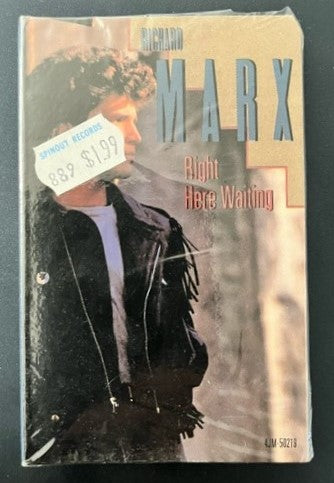 RICHARD
MARX
Right
Here Waiting
SPINOUT RECORDS
889 $1.99
4JM-50219